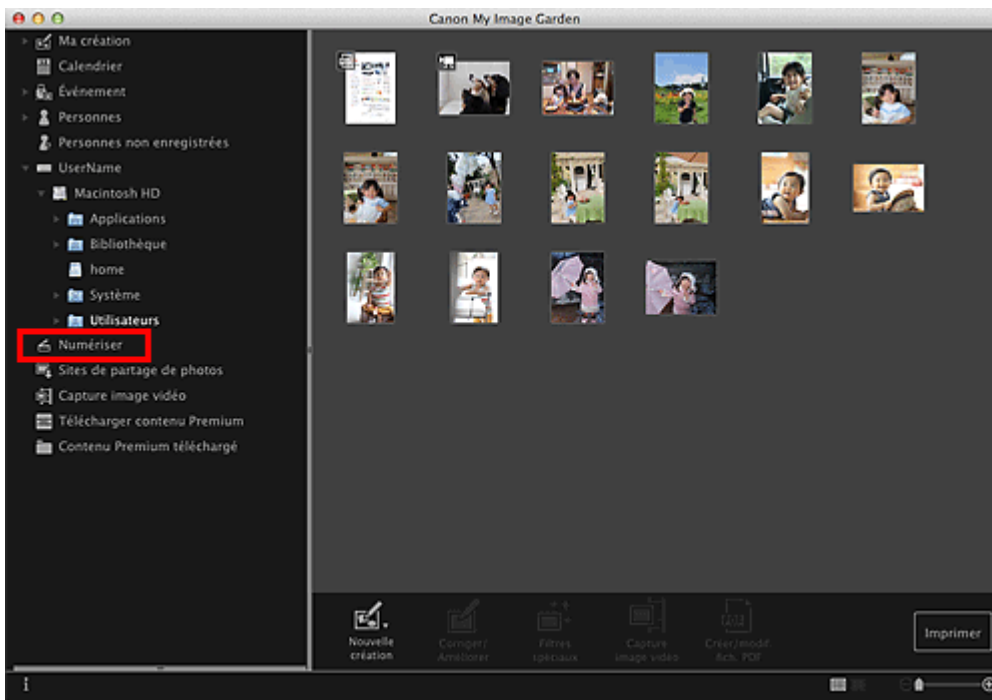 Canon My Image Garden
Ma création
Calendrier
Événement
Personnes
Personnes non enregistrées
UserName
Macintosh HD
Applications
Bibliothèque
home
Système
Utilisateurs
Numériser
Sites de partage de photos
Capture image vidéo
Télécharger contenu Premium
Contenu Premium téléchargé
Nouvelle
création
Corriger/
Améliorer
Filtres
spéciaux
Capture
image vidéo
Créer/modif.
fich. PDF
Imprimer